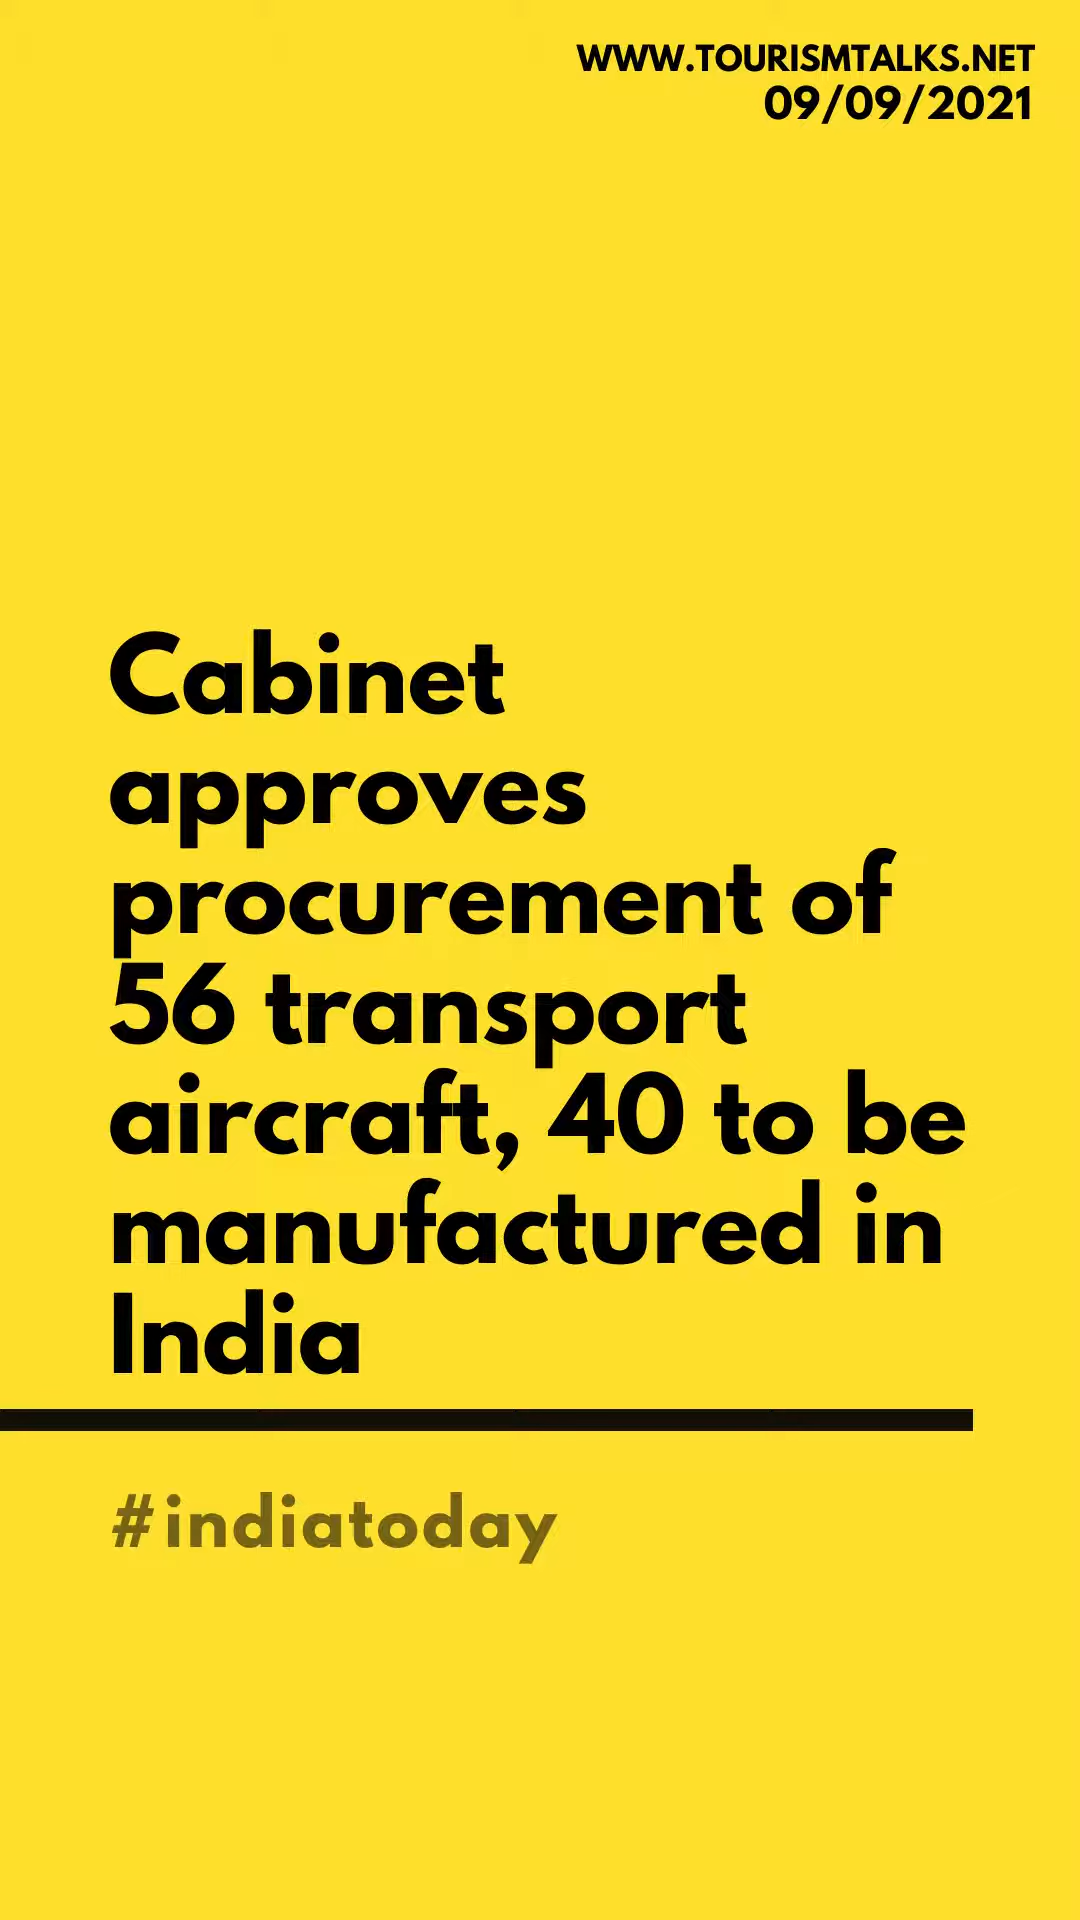 WWW.TOURISMTALKS.NET
09/09/2021
Cabinet
approves
procurement of
56 transport
aircraft, 40 to be
manufactured in
India
#indiatoday